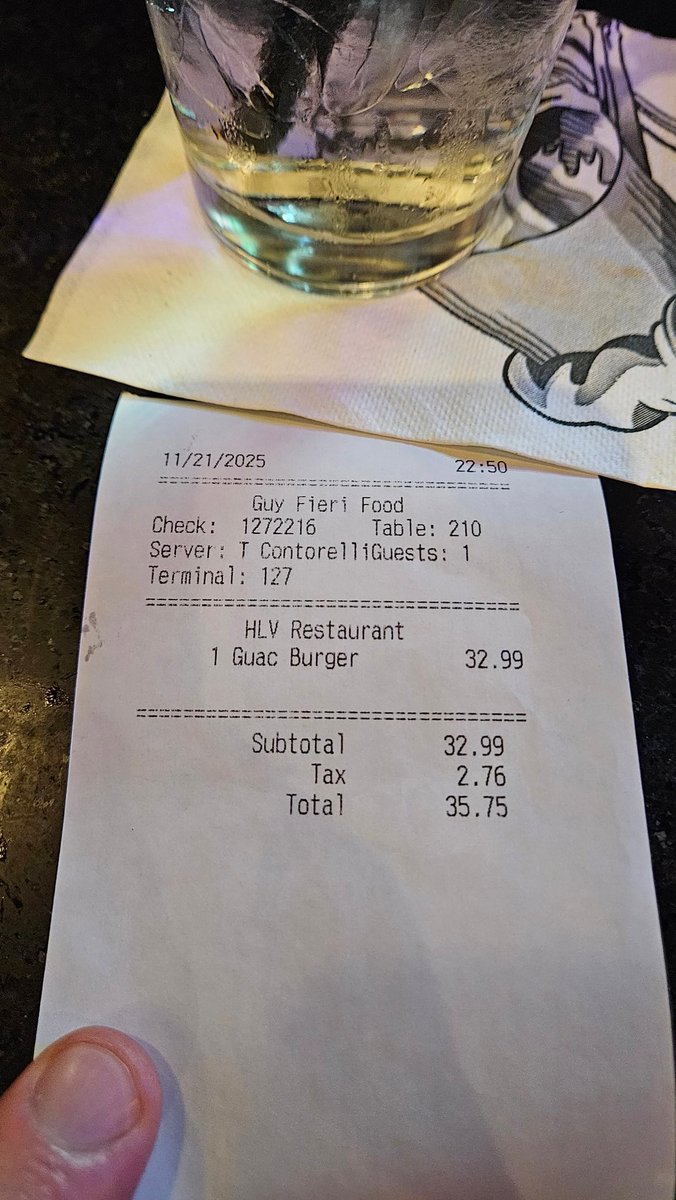 11/21/2025 22:50
Guy Fieri Food
Check: 1272216 Table: 210
Server: T ContorelliGuests: 1
Terminal: 127
HLV Restaurant
1 Guac Burger 32.99
Subtotal 32.99
Tax 2.76
Total 35.75